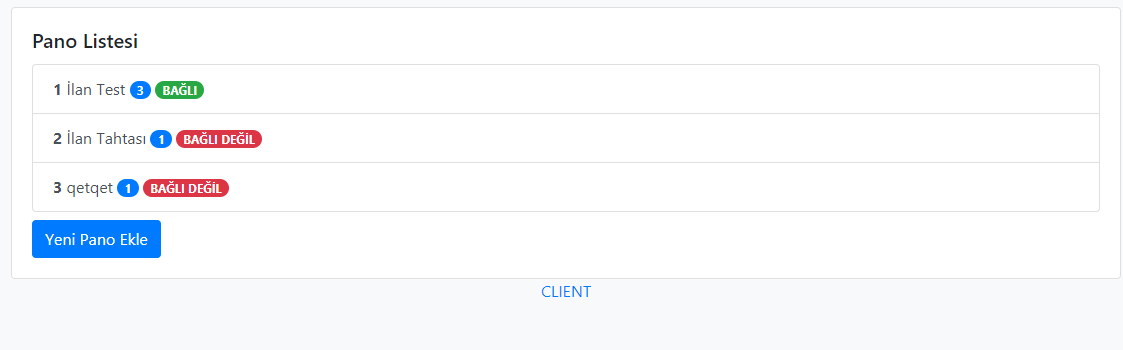 Pano Listesi
1 İlan Test 3 BAĞLI
2 İlan Tahtası 1 BAĞLI DEĞİL
3 qetqet 1 BAĞLI DEĞİL
Yeni Pano Ekle
CLIENT